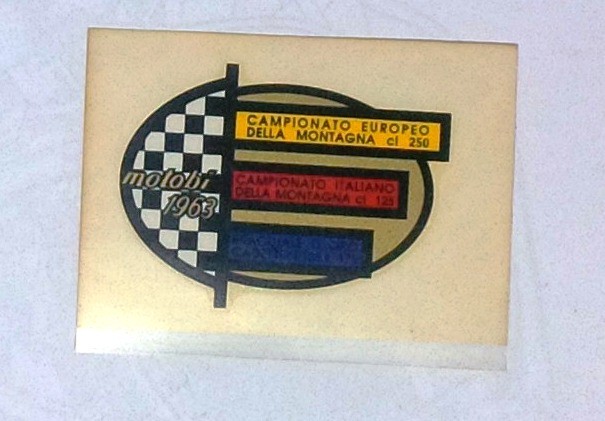 CAMPIONATO EUROPEO
DELLA MONTAGNA cl 250
motobi
1963
CAMPIONATO ITALIANO
DELLA MONTAGNA cl 125